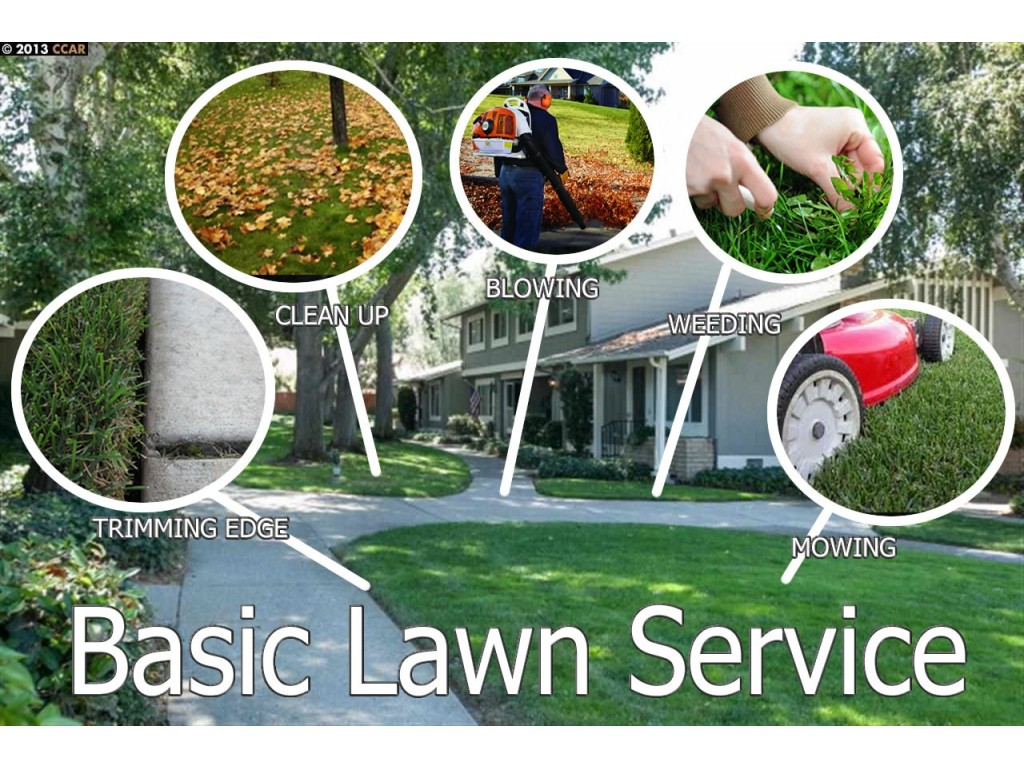 © 2013 CCAR
BLOWING
CLEAN UP
WEEDING
TRIMMING EDGE
MOWING
Basic Lawn Service